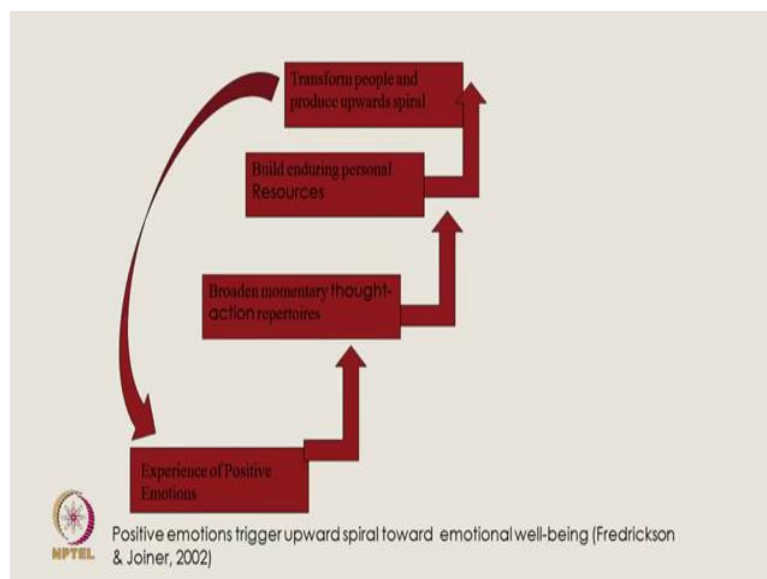 Transform people and
produce upwards spiral
Build enduring personal
Resources
Broaden momentary thought-
action repertoires
Experience of Positive
Emotions
NPTEL
Positive emotions trigger upward spiral toward emotional well-being (Fredrickson
& Joiner, 2002)